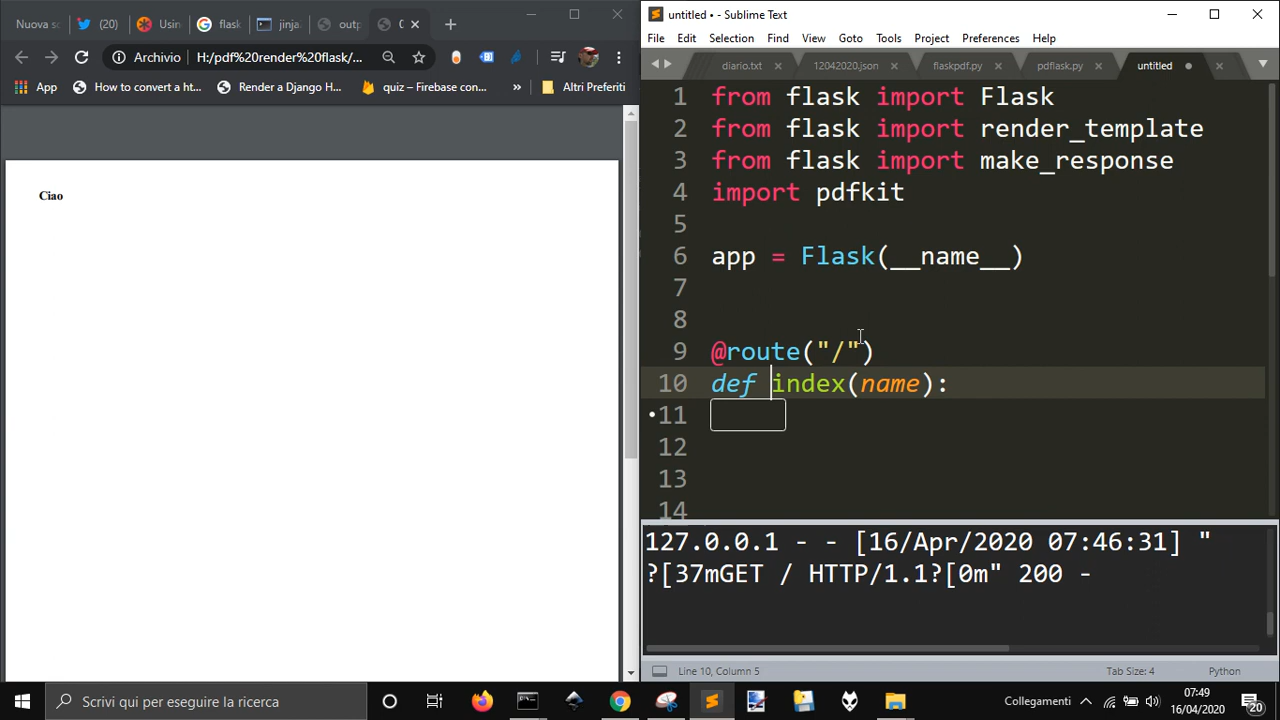 Nuova s
(20)
Usin
flask
jinja
outp
untitled • - Sublime Text
Archivio
H:/pdf%20render%20flask/...
App
How to convert a ht...
Render a Django H...
quiz – Firebase conn...
»
Altri Preferiti
Ciao
File Edit Selection Find View Goto Tools Project Preferences Help
diario.txt
12042020.json
flaskpdf.py
pdflask.py
untitled
1 from flask import Flask
2 from flask import render_template
3 from flask import make_response
4 import pdfkit
5
6 app = Flask(__name__)
7
8
9 @route("/")
10 def index(name):
11
12
13
14
127.0.0.1 - - [16/Apr/2020 07:46:31] "
?[37mGET / HTTP/1.1?[0m" 200 -
Line 10, Column 5
Tab Size: 4
Python
Scrivi qui per eseguire la ricerca
Collegamenti
07:49
16/04/2020
20